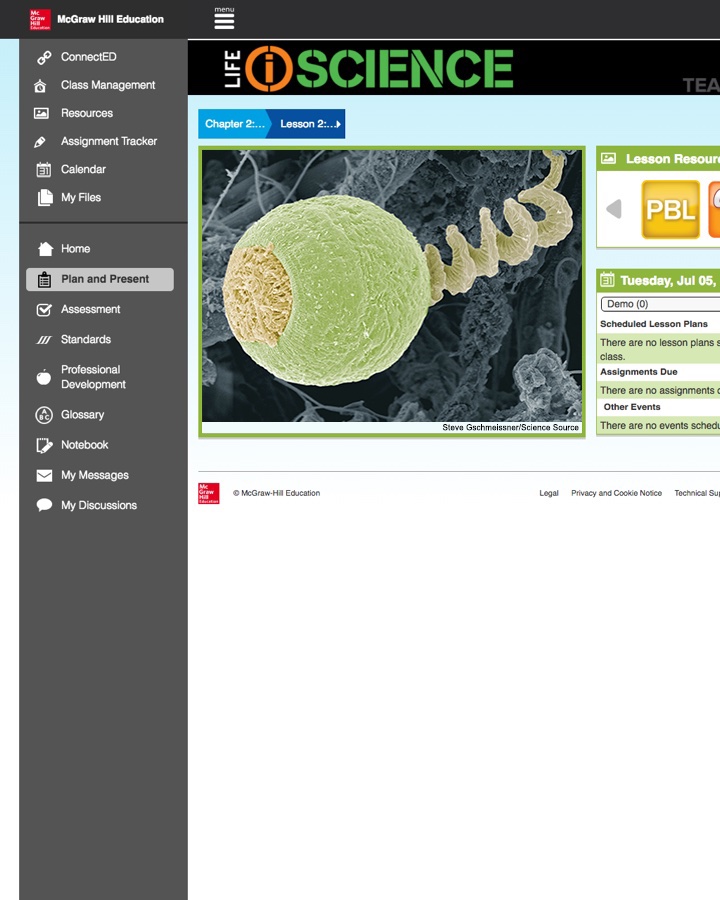 Mc Graw Hill Education
McGraw Hill Education
menu
ConnectED
Class Management
Resources
Assignment Tracker
Calendar
My Files
Home
Plan and Present
Assessment
Standards
Professional
Development
Glossary
Notebook
My Messages
My Discussions
LIFE iSCIENCE
TEA
Chapter 2:... Lesson 2:...
Steve Gschmeissner/Science Source
Lesson Resour
PBL
31 Tuesday, Jul 05,
Demo (0)
Scheduled Lesson Plans
There are no lesson plans s
class.
Assignments Due
There are no assignments
Other Events
There are no events schedu
Mc Graw Hill Education
© McGraw-Hill Education
Legal Privacy and Cookie Notice Technical Sup